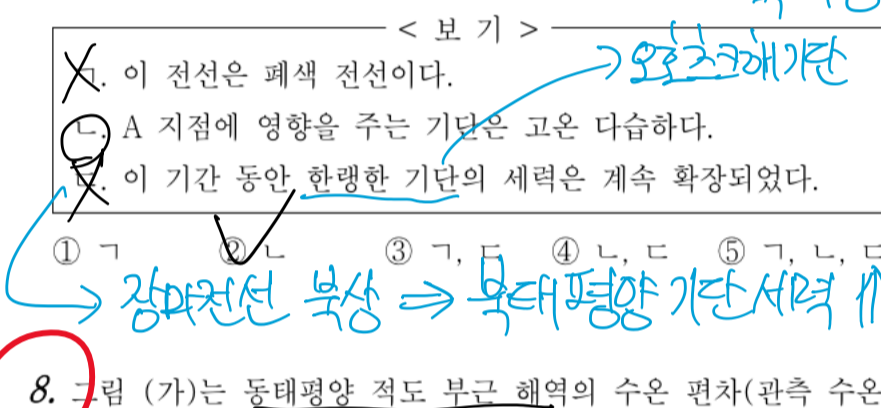 < 보 기 >
ㄱ. 이 전선은 폐색 전선이다.
오호츠크해기단
ㄴ. A 지점에 영향을 주는 기단은 고온 다습하다.
ㄷ. 이 기간 동안 한랭한 기단의 세력은 계속 확장되었다.
① ㄱ ② ㄴ ③ ㄱ, ㄷ ④ ㄴ, ㄷ ⑤ ㄱ, ㄴ, ㄷ
→ 장마전선 북상 ⇒ 북태평양 기단 세력 ⇑
8. 그림 (가)는 동태평양 적도 부근 해역의 수온 편차(관측 수온